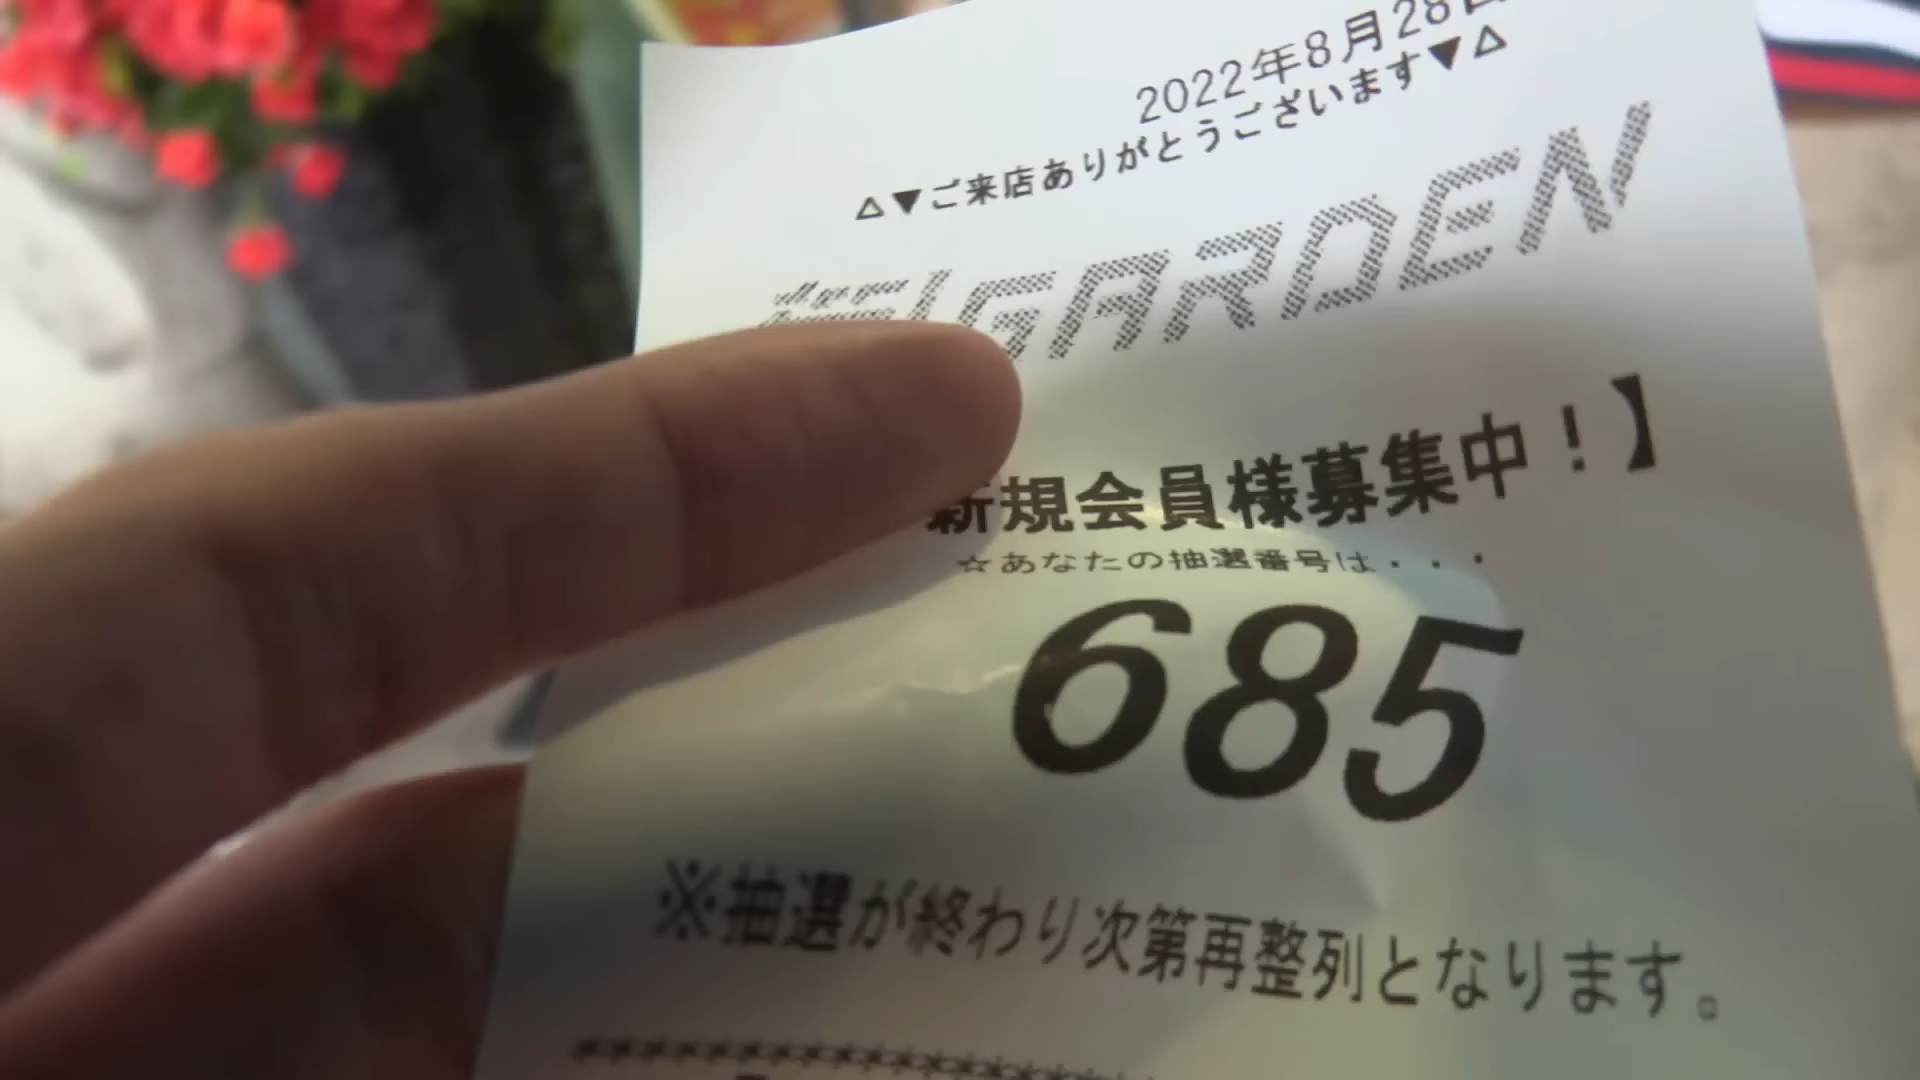 2022年8月28日
△▼ご来店ありがとうございます▼△
GARDEN
新規会員様募集中！】
☆あなたの抽選番号は・・・
685
※抽選が終わり次第再整列となります。